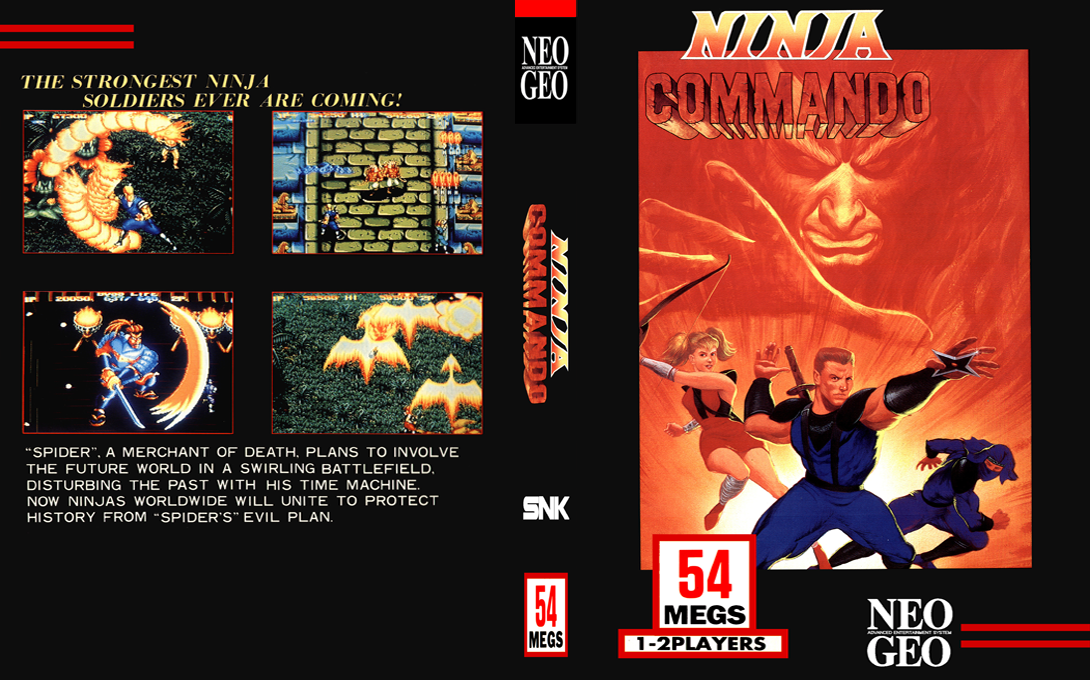 THE STRONGEST NINJA
SOLDIERS EVER ARE COMING!
"SPIDER", A MERCHANT OF DEATH, PLANS TO INVOLVE
THE FUTURE WORLD IN A SWIRLING BATTLEFIELD,
DISTURBING THE PAST WITH HIS TIME MACHINE.
NOW NINJAS WORLDWIDE WILL UNITE TO PROTECT
HISTORY FROM "SPIDER'S" EVIL PLAN.
NEO
ADVANCED ENTERTAINMENT SYSTEM
GEO
NINJA
COMMANDO
SNK
54
MEGS
NINJA
COMMANDO
54
MEGS
1-2PLAYERS
NEO
ADVANCED ENTERTAINMENT SYSTEM
GEO